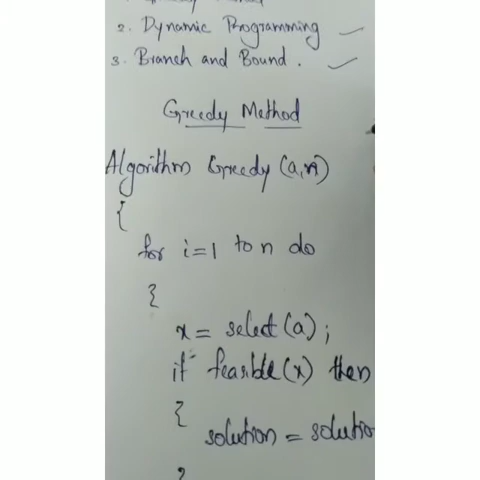 2. Dynamic Programming
3. Branch and Bound.
Greedy Method
Algorithm Greedy (a,n)
{
for i=1 to n do
{
x = select(a);
if feasible(x) then
{
solution =